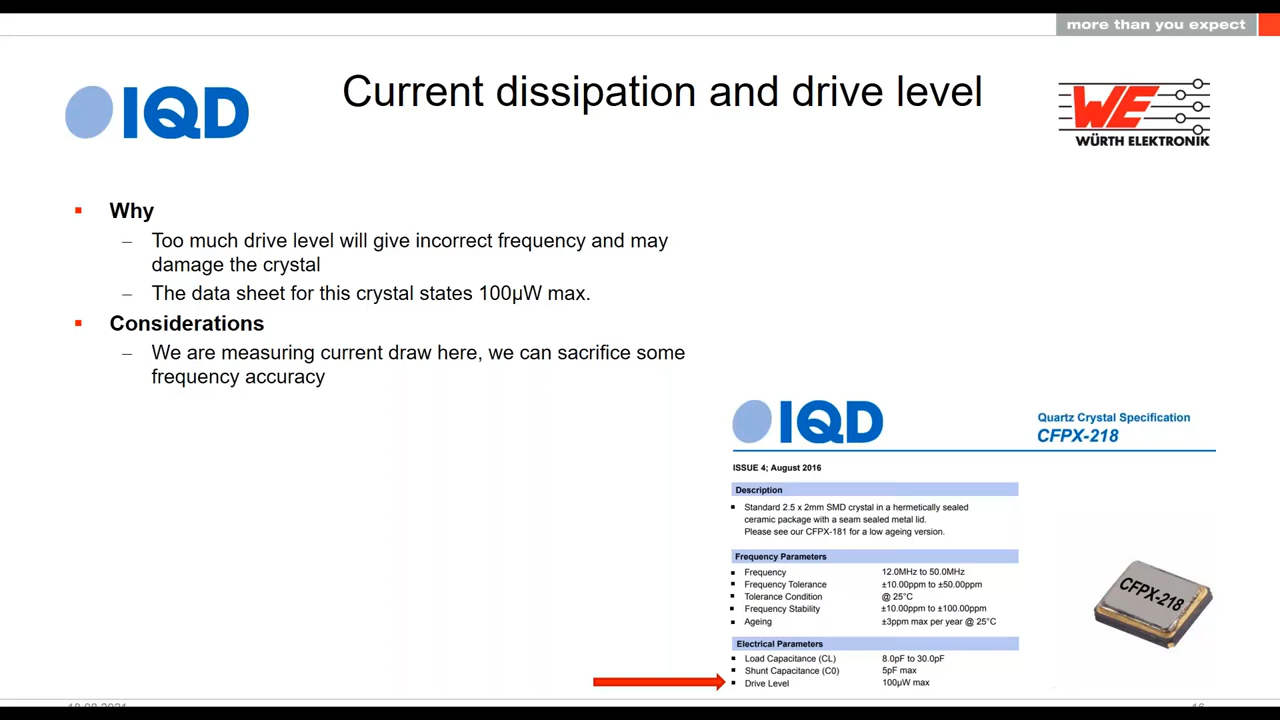 more than you expect
IQD
Current dissipation and drive level
WE
WÜRTH ELEKTRONIK
Why
– Too much drive level will give incorrect frequency and may
damage the crystal
– The data sheet for this crystal states 100µW max.
Considerations
– We are measuring current draw here, we can sacrifice some
frequency accuracy
IQD
Quartz Crystal Specification
CFPX-218
ISSUE 4; August 2016
Description
Standard 2.5 x 2mm SMD crystal in a hermetically sealed
ceramic package with a seam sealed metal lid.
Please see our CFPX-181 for a low ageing version.
Frequency Parameters
Frequency 12.0MHz to 50.0MHz
Frequency Tolerance ±10.00ppm to ±50.00ppm
Tolerance Condition @ 25°C
Frequency Stability ±10.00ppm to ±100.00ppm
Ageing ±3ppm max per year @ 25°C
CFPX-218
Electrical Parameters
Load Capacitance (CL) 8.0pF to 30.0pF
Shunt Capacitance (C0) 5pF max
Drive Level 100µW max